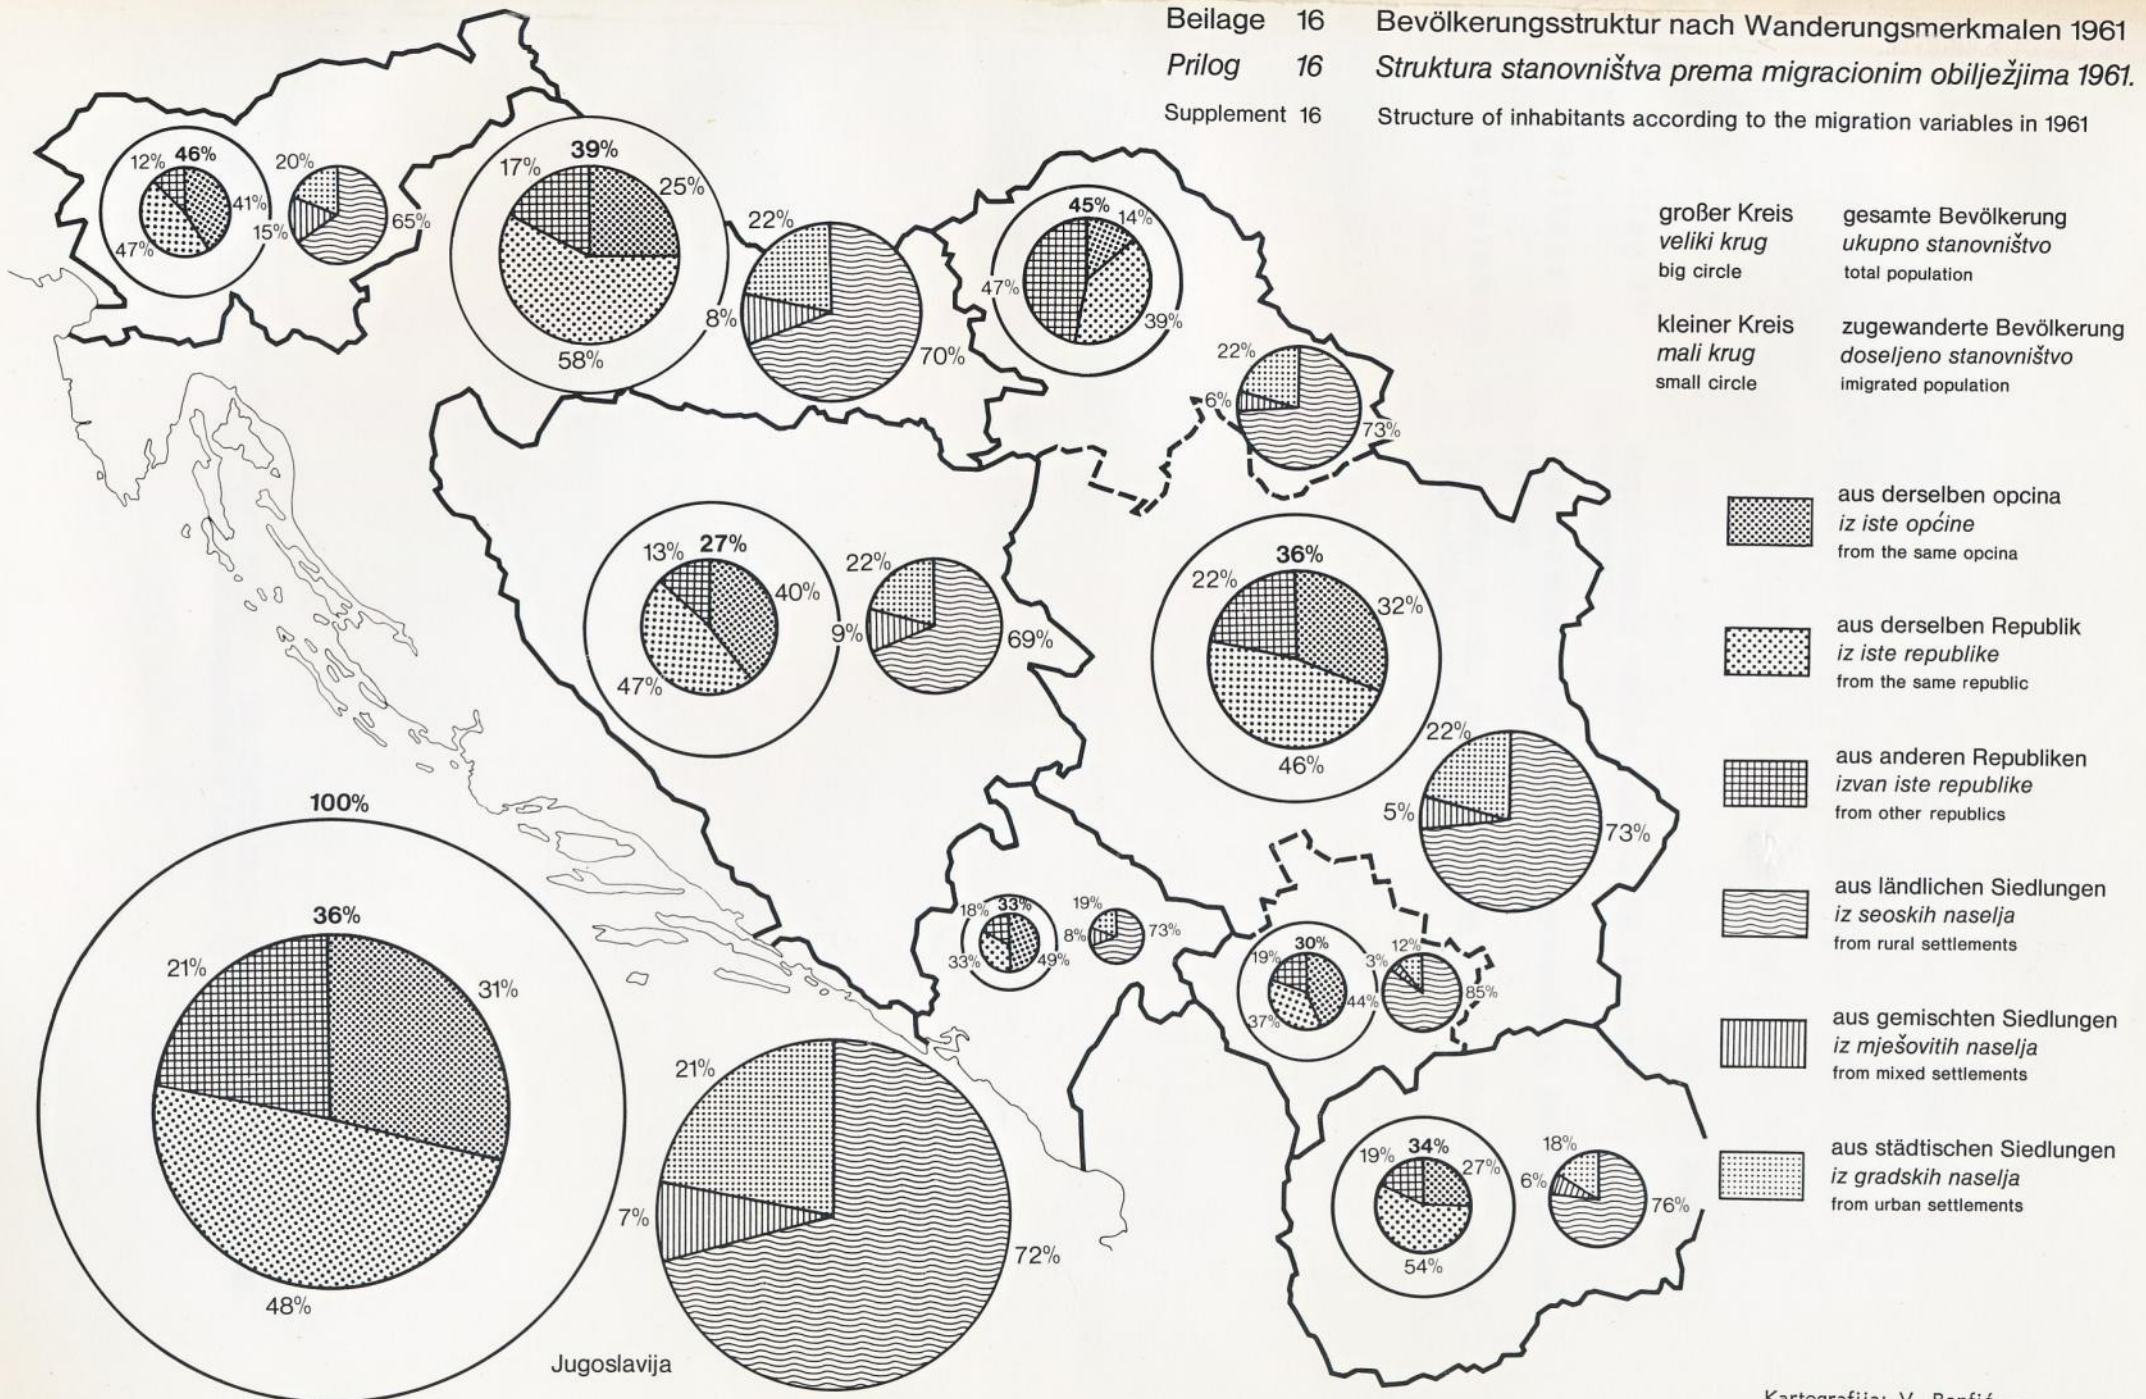 Beilage 16 Bevölkerungsstruktur nach Wanderungsmerkmalen 1961
Prilog 16 Struktura stanovništva prema migracionim obilježjima 1961.
Supplement 16 Structure of inhabitants according to the migration variables in 1961
großer Kreis gesamte Bevölkerung
veliki krug ukupno stanovništvo
big circle total population
kleiner Kreis zugewanderte Bevölkerung
mali krug doseljeno stanovništvo
small circle imigrated population
aus derselben opcina
iz iste općine
from the same opcina
aus derselben Republik
iz iste republike
from the same republic
aus anderen Republiken
izvan iste republike
from other republics
aus ländlichen Siedlungen
iz seoskih naselja
from rural settlements
aus gemischten Siedlungen
iz mješovitih naselja
from mixed settlements
aus städtischen Siedlungen
iz gradskih naselja
from urban settlements
12% 46%
41%
47%
20%
15%
65%
39%
17%
25%
58%
22%
8%
70%
45%
14%
47%
39%
22%
6%
73%
13% 27%
40%
47%
22%
9%
69%
36%
22%
32%
46%
22%
5%
73%
18% 33%
33% 49%
19%
8%
73%
30%
19%
44%
37%
12%
3%
85%
34%
19%
27%
54%
18%
6%
76%
100%
36%
21%
31%
48%
21%
7%
72%
Jugoslavija